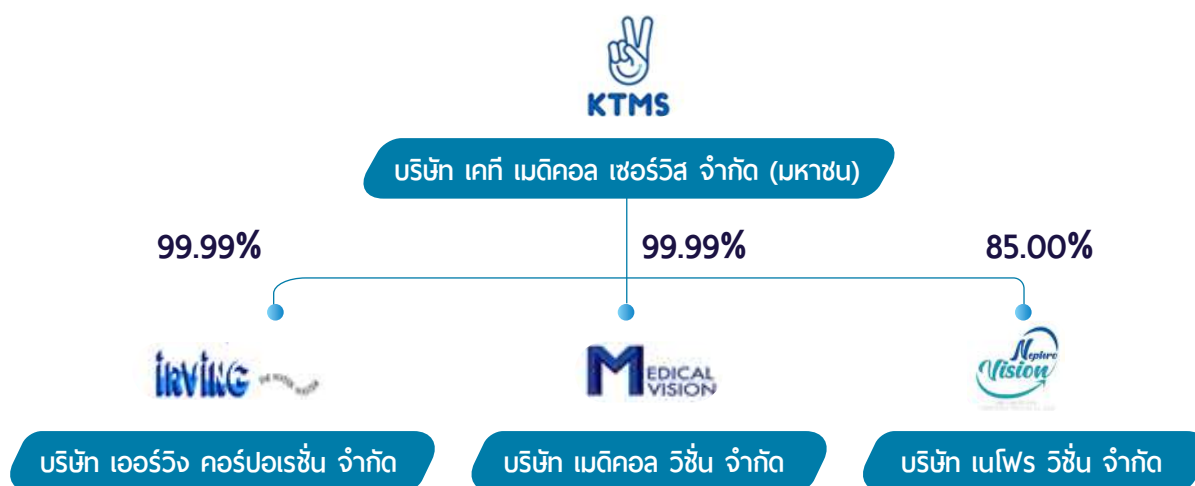 KTMS
บริษัท เคที เมดิคอล เซอร์วิส จำกัด (มหาชน)
99.99%
99.99%
85.00%
IRVING
MEDICAL
VISION
Nephro
Vision
บริษัท เออร์วิง คอร์ปอเรชั่น จำกัด
บริษัท เมดิคอล วิชั่น จำกัด
บริษัท เนโฟร วิชั่น จำกัด